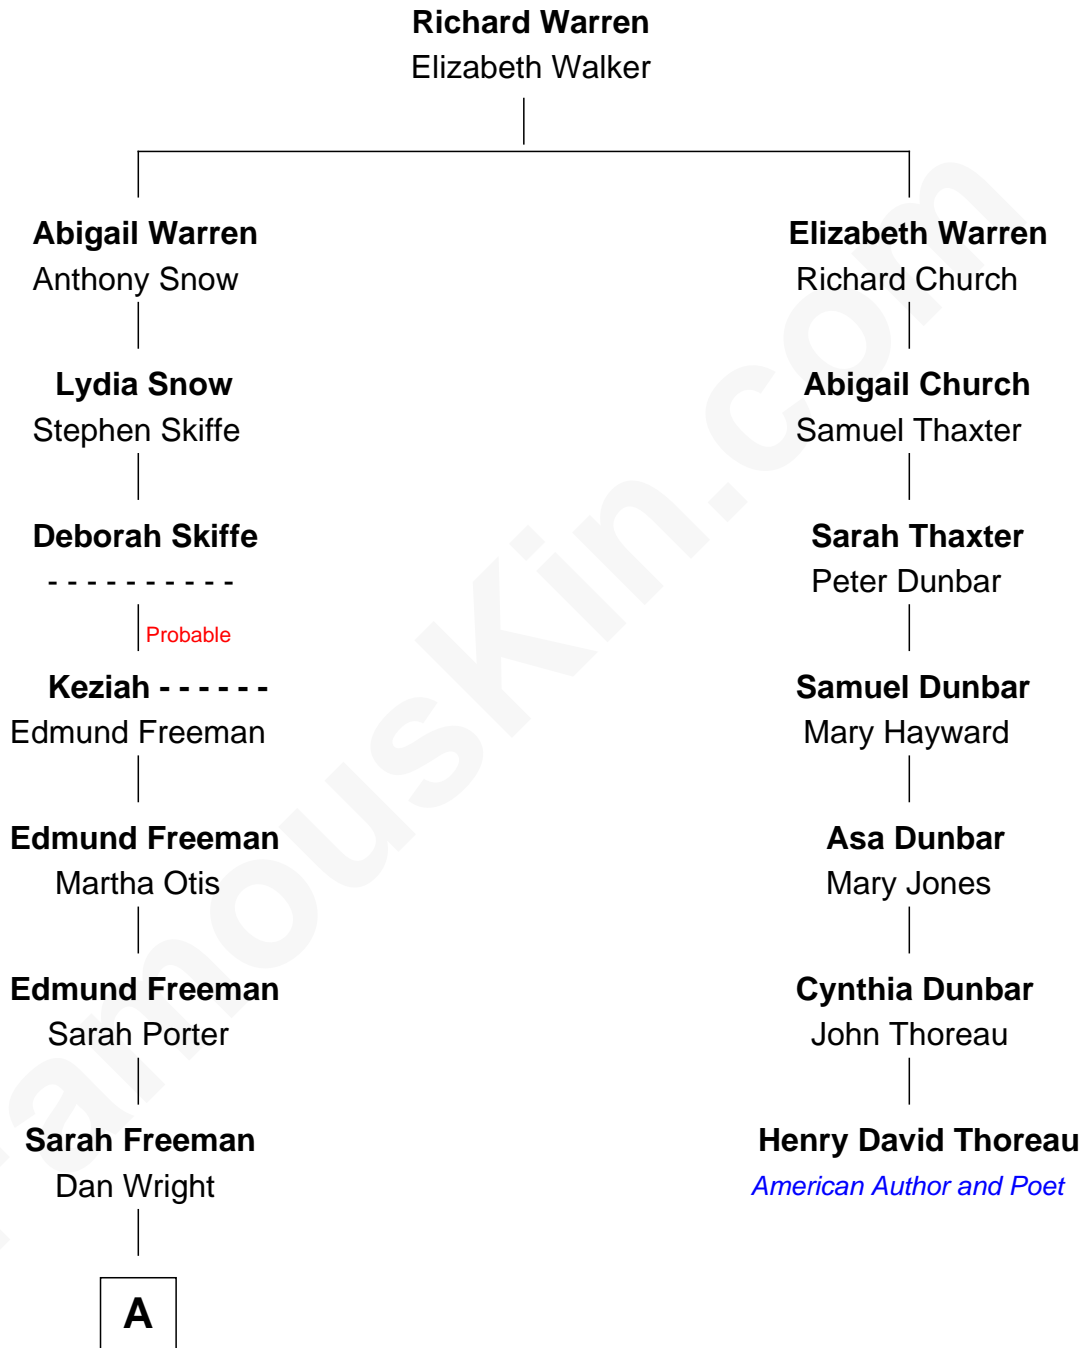 Richard Warren
Elizabeth Walker
Abigail Warren
Anthony Snow
Elizabeth Warren
Richard Church
Lydia Snow
Stephen Skiffe
Abigail Church
Samuel Thaxter
Deborah Skiffe
- - - - - - - - - -
Sarah Thaxter
Peter Dunbar
Probable
Keziah - - - - - -
Edmund Freeman
Samuel Dunbar
Mary Hayward
Edmund Freeman
Martha Otis
Asa Dunbar
Mary Jones
Edmund Freeman
Sarah Porter
Cynthia Dunbar
John Thoreau
Sarah Freeman
Dan Wright
Henry David Thoreau
American Author and Poet
A
FamousKin.com